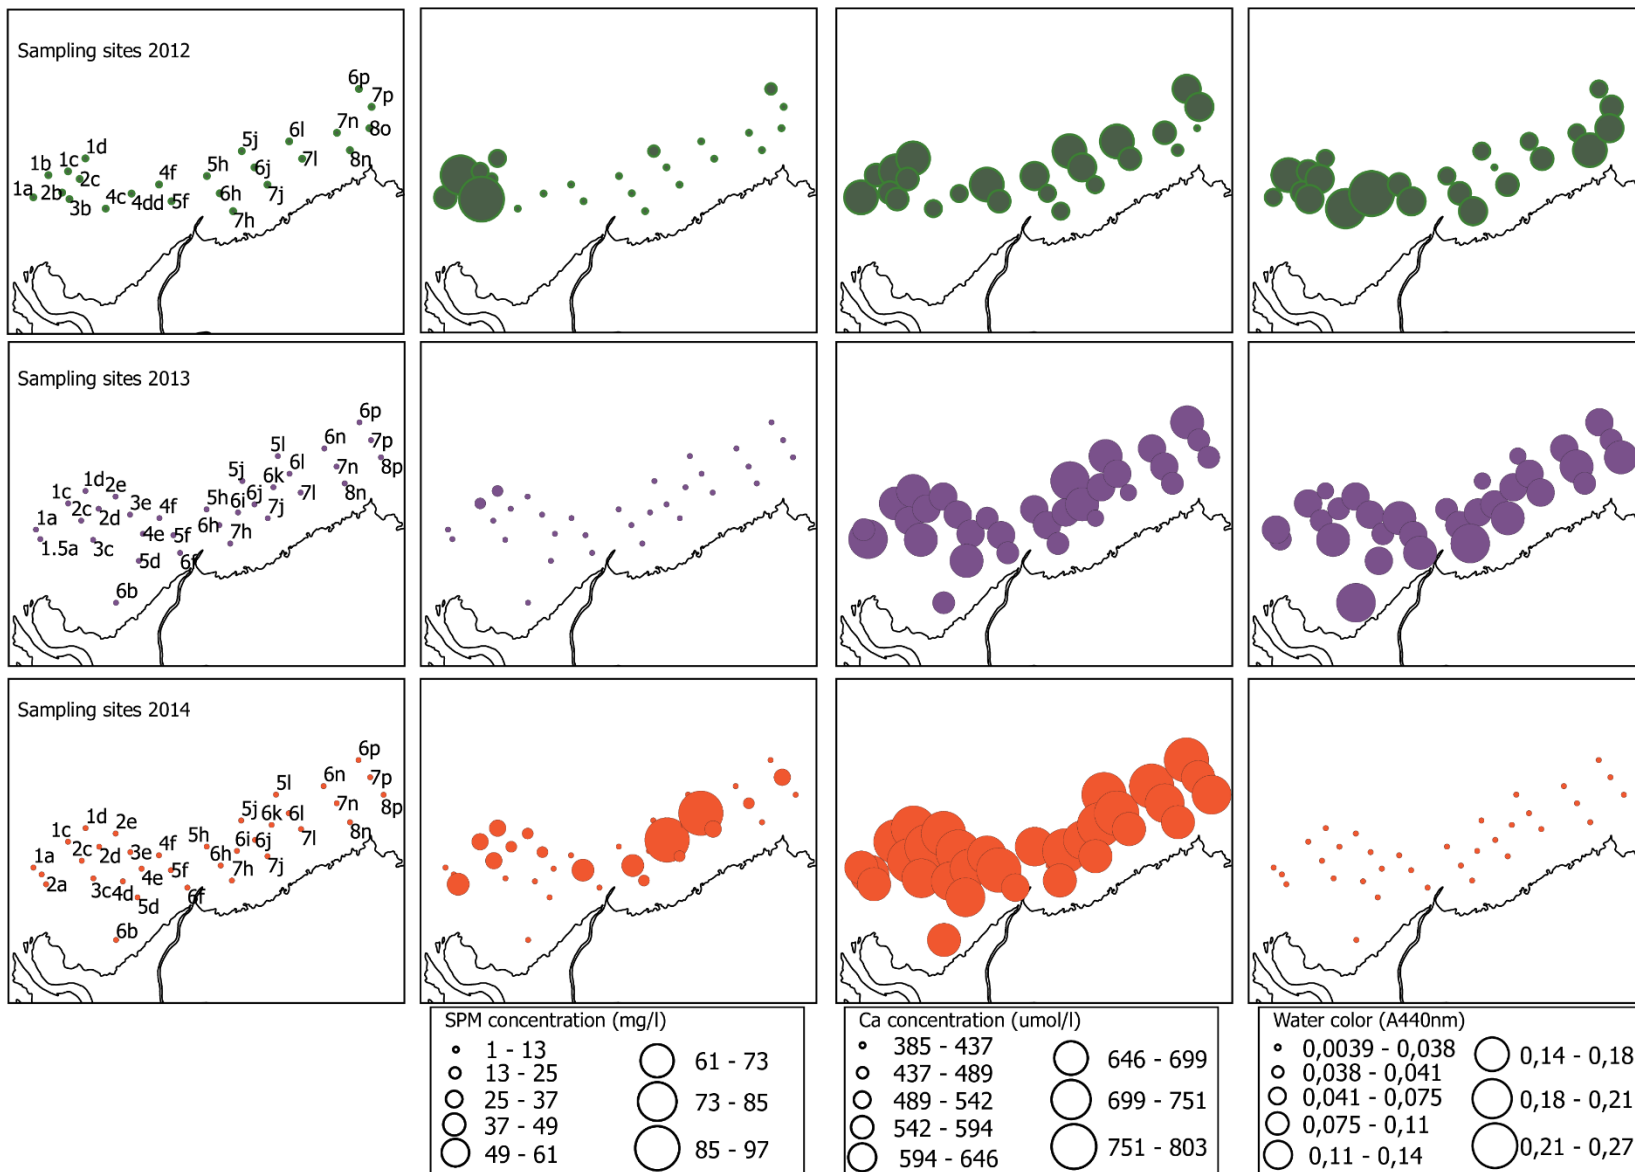 Sampling sites 2012
6p
7p
7n
8o
6l
5j
1d
1c
1b
7l
8n
4f
5h
6j
2c
1a
2b
4c
6h
7j
3b
4dd
5f
7h
Sampling sites 2013
6p
6n
7p
5l
8p
6l
5j
1d
2e
6k
7n
1c
7l
8n
3e
4f
5h
6i
6j
2c
2d
1a
6h
7j
4e
5f
7h
1.5a
3c
5d
6f
6b
Sampling sites 2014
6p
6n
7p
5l
8p
7n
5j
6k
6l
1d
2e
1c
7l
8n
4f
5h
6i
6j
2c
2d
3e
1a
6h
7j
5f
7h
4e
2a
3c
4d
6f
5d
6b
SPM concentration (mg/l)
1 - 13
13 - 25
25 - 37
37 - 49
49 - 61
61 - 73
73 - 85
85 - 97
Ca concentration (umol/l)
385 - 437
437 - 489
489 - 542
542 - 594
594 - 646
646 - 699
699 - 751
751 - 803
Water color (A440nm)
0,0039 - 0,038
0,038 - 0,041
0,041 - 0,075
0,075 - 0,11
0,11 - 0,14
0,14 - 0,18
0,18 - 0,21
0,21 - 0,27